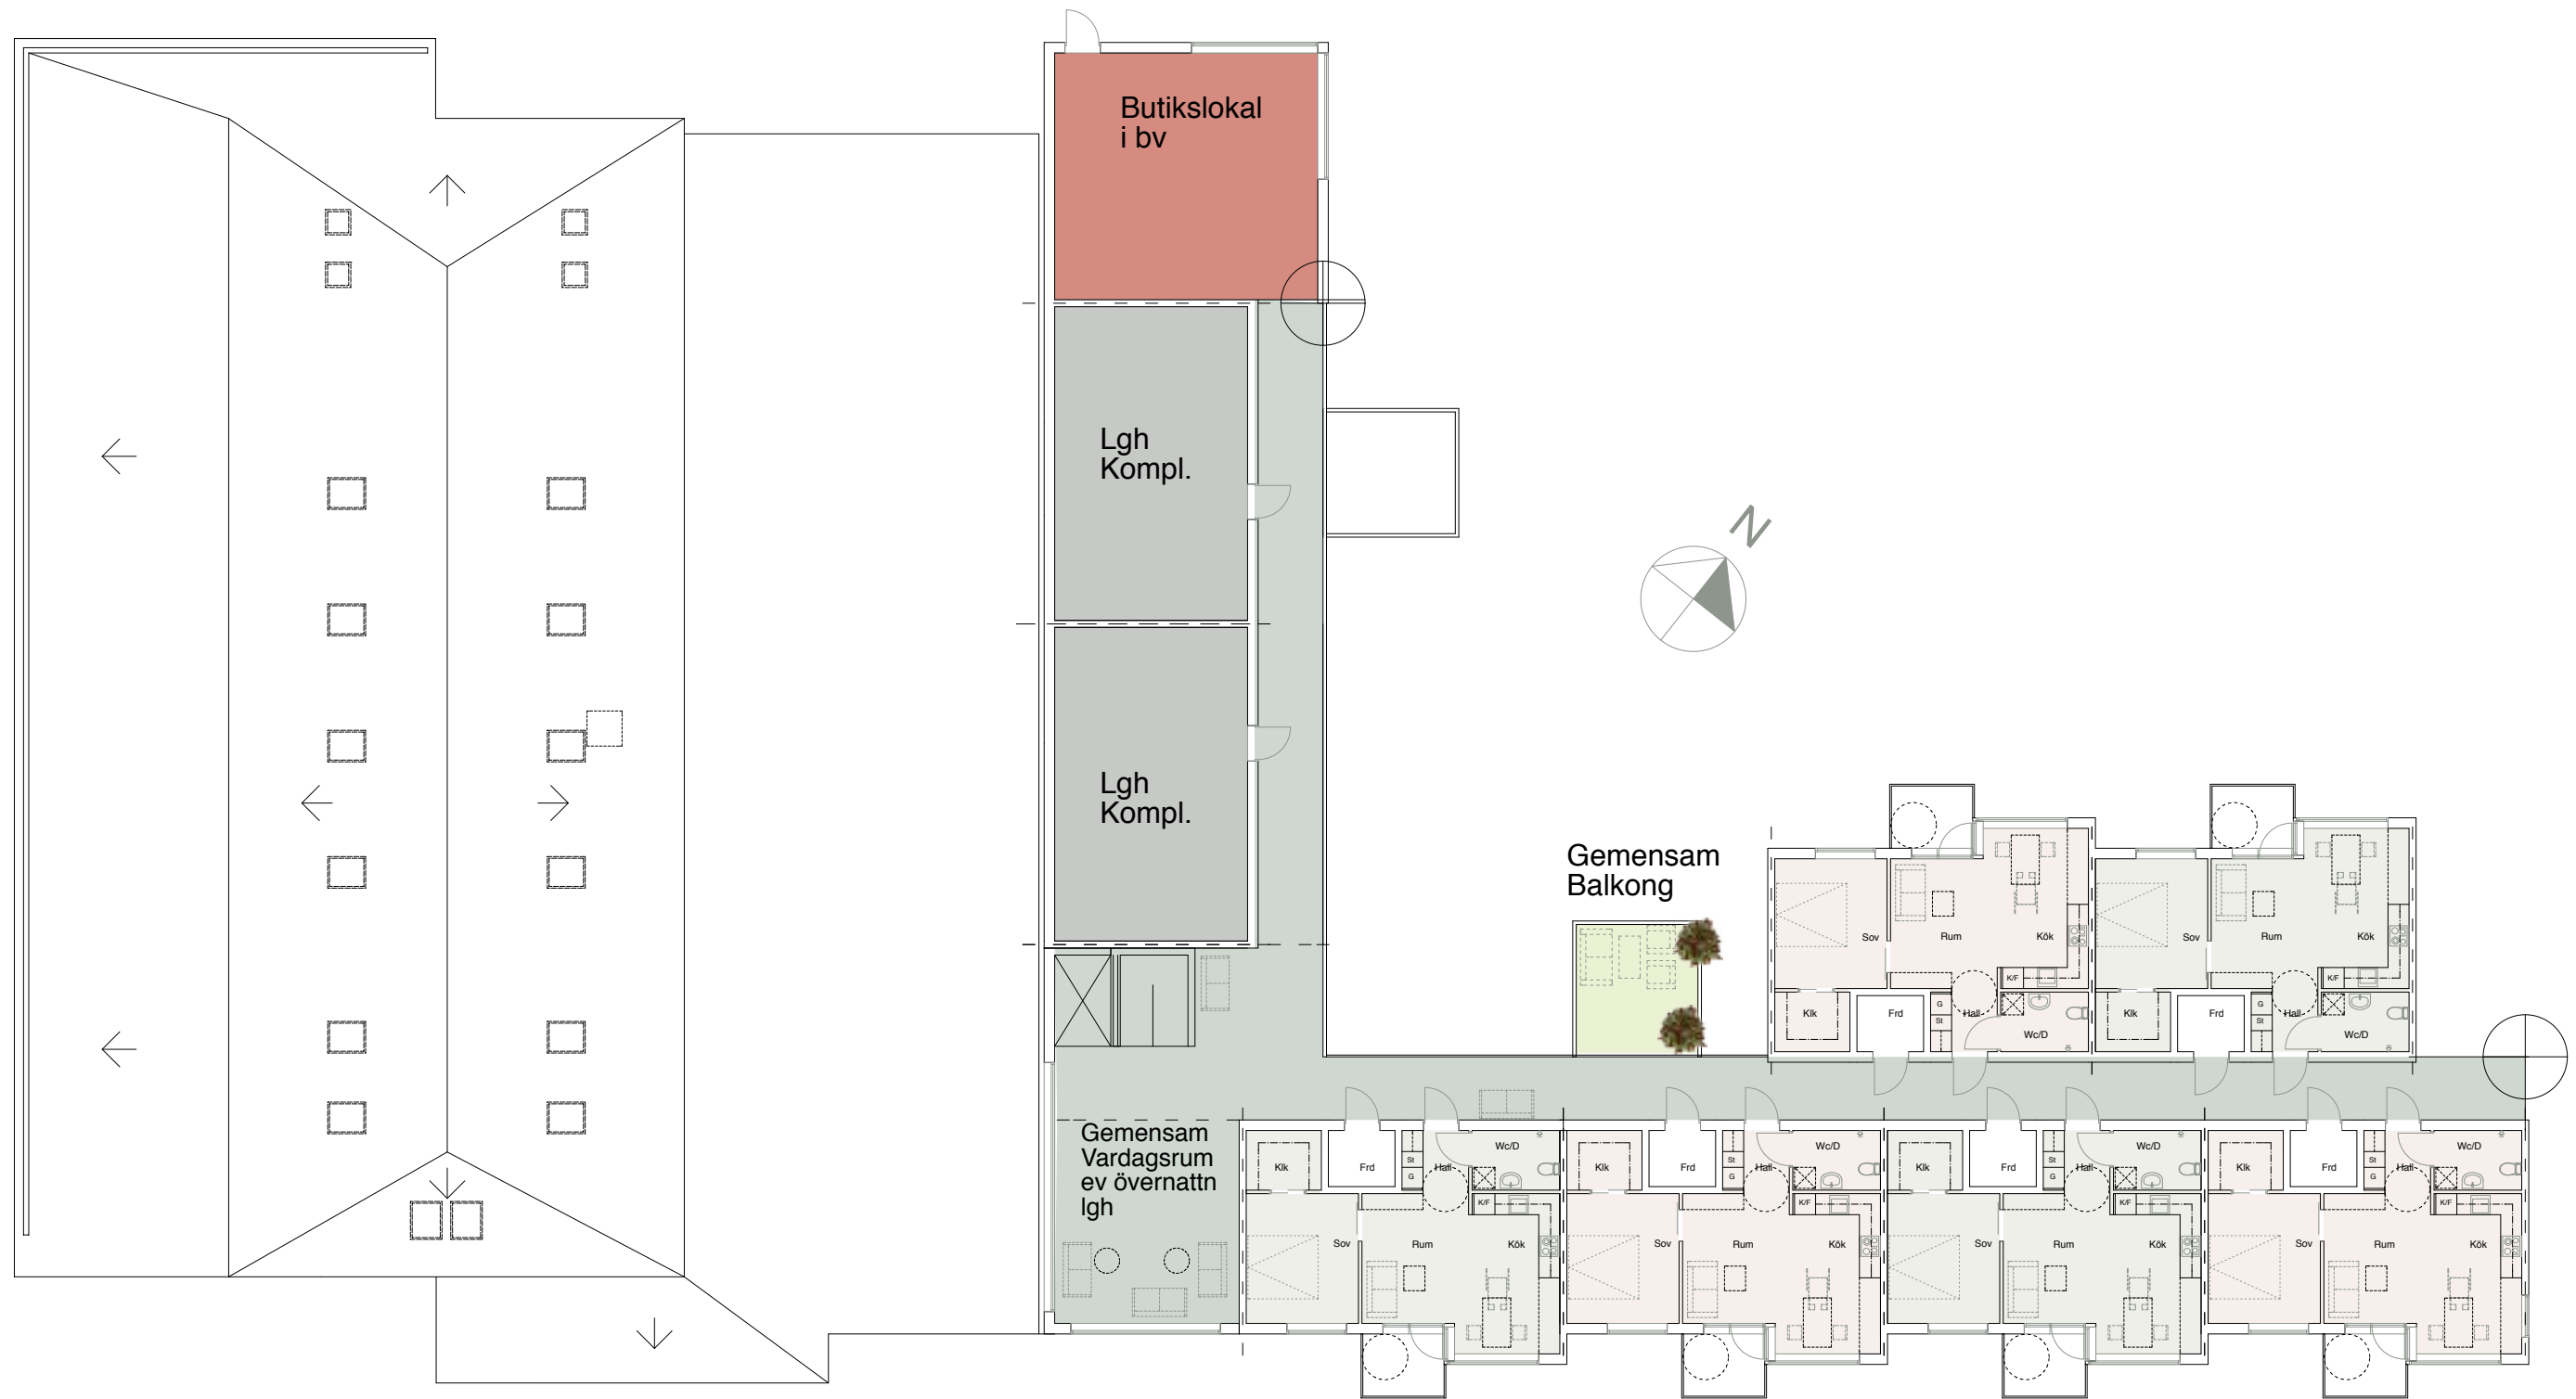 Butikslokal
i bv
Lgh
Kompl.
N
Lgh
Kompl.
Gemensam
Balkong
Sov
Rum
Kök
K/F
Klk
Frd
G
St
Hall
Wc/D
Sov
Rum
Kök
K/F
Klk
Frd
G
St
Hall
Wc/D
Gemensam
Vardagsrum
ev övernattn
lgh
Klk
Frd
St
G
Hall
Wc/D
K/F
Sov
Rum
Kök
Klk
Frd
St
G
Hall
Wc/D
K/F
Sov
Rum
Kök
Klk
Frd
St
G
Hall
Wc/D
K/F
Sov
Rum
Kök
Klk
Frd
St
G
Hall
Wc/D
K/F
Sov
Rum
Kök